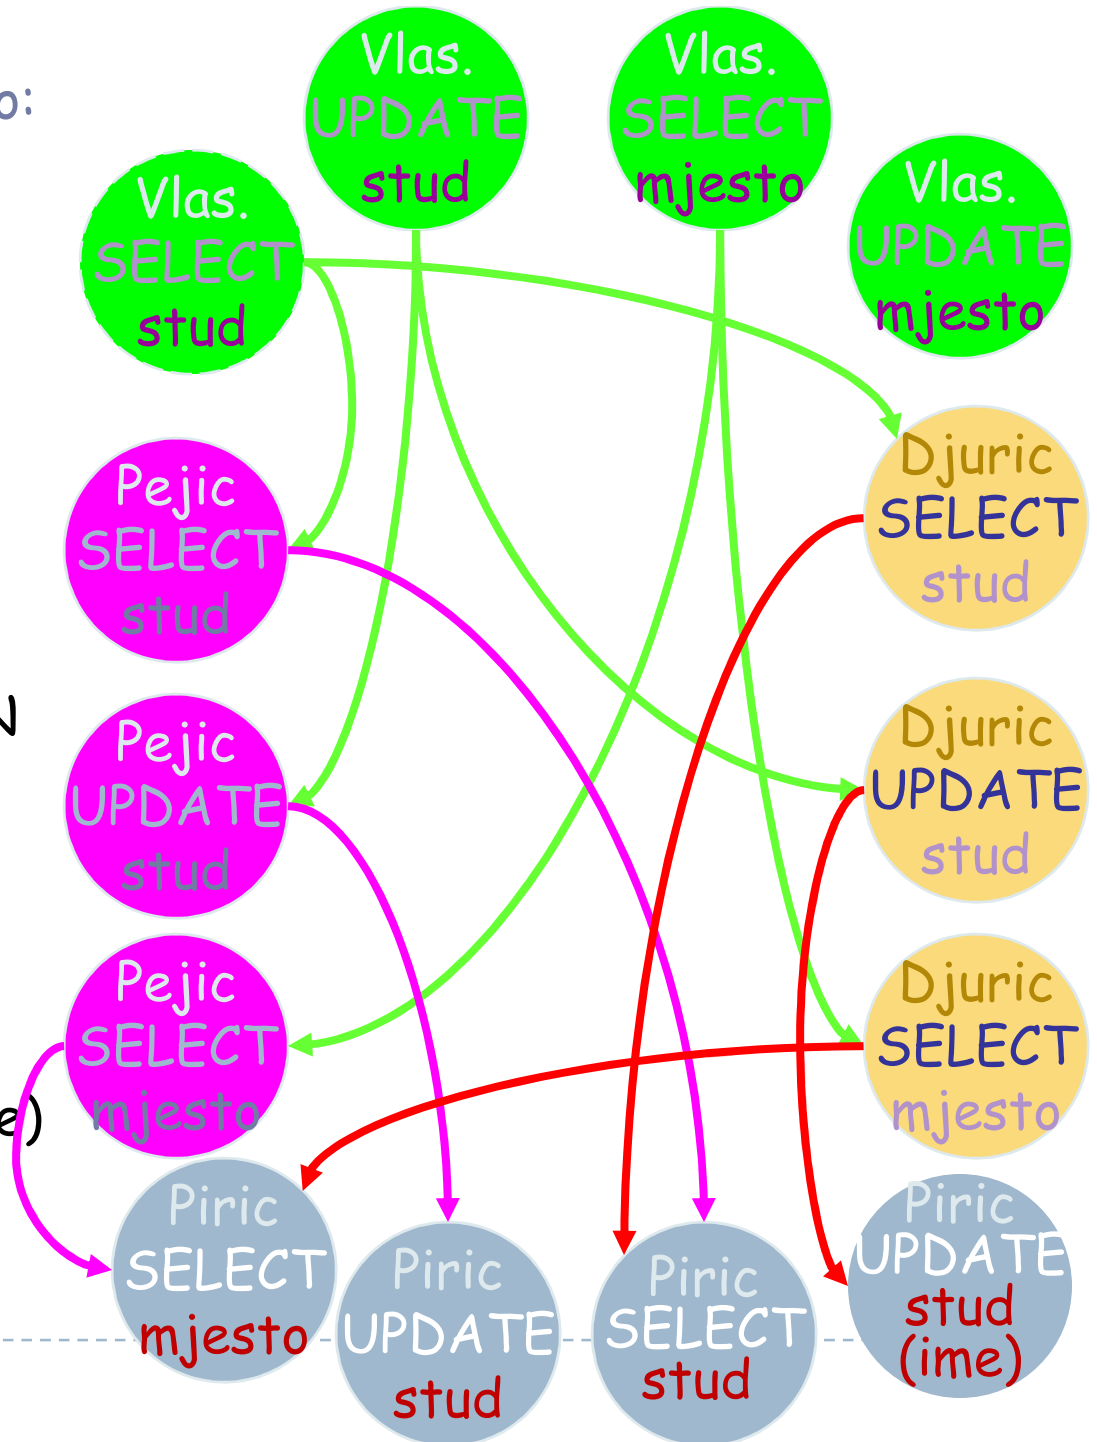 Vlas.
UPDATE
stud
Vlas.
SELECT
mjesto
o:
Vlas.
SELECT
stud
Vlas.
UPDATE
mjesto
Pejic
SELECT
stud
Djuric
SELECT
stud
N
Pejic
UPDATE
stud
Djuric
UPDATE
stud
Pejic
SELECT
mjesto
Djuric
SELECT
mjesto
e)
Piric
SELECT
mjesto
Piric
UPDATE
stud
Piric
SELECT
stud
Piric
UPDATE
stud
(ime)